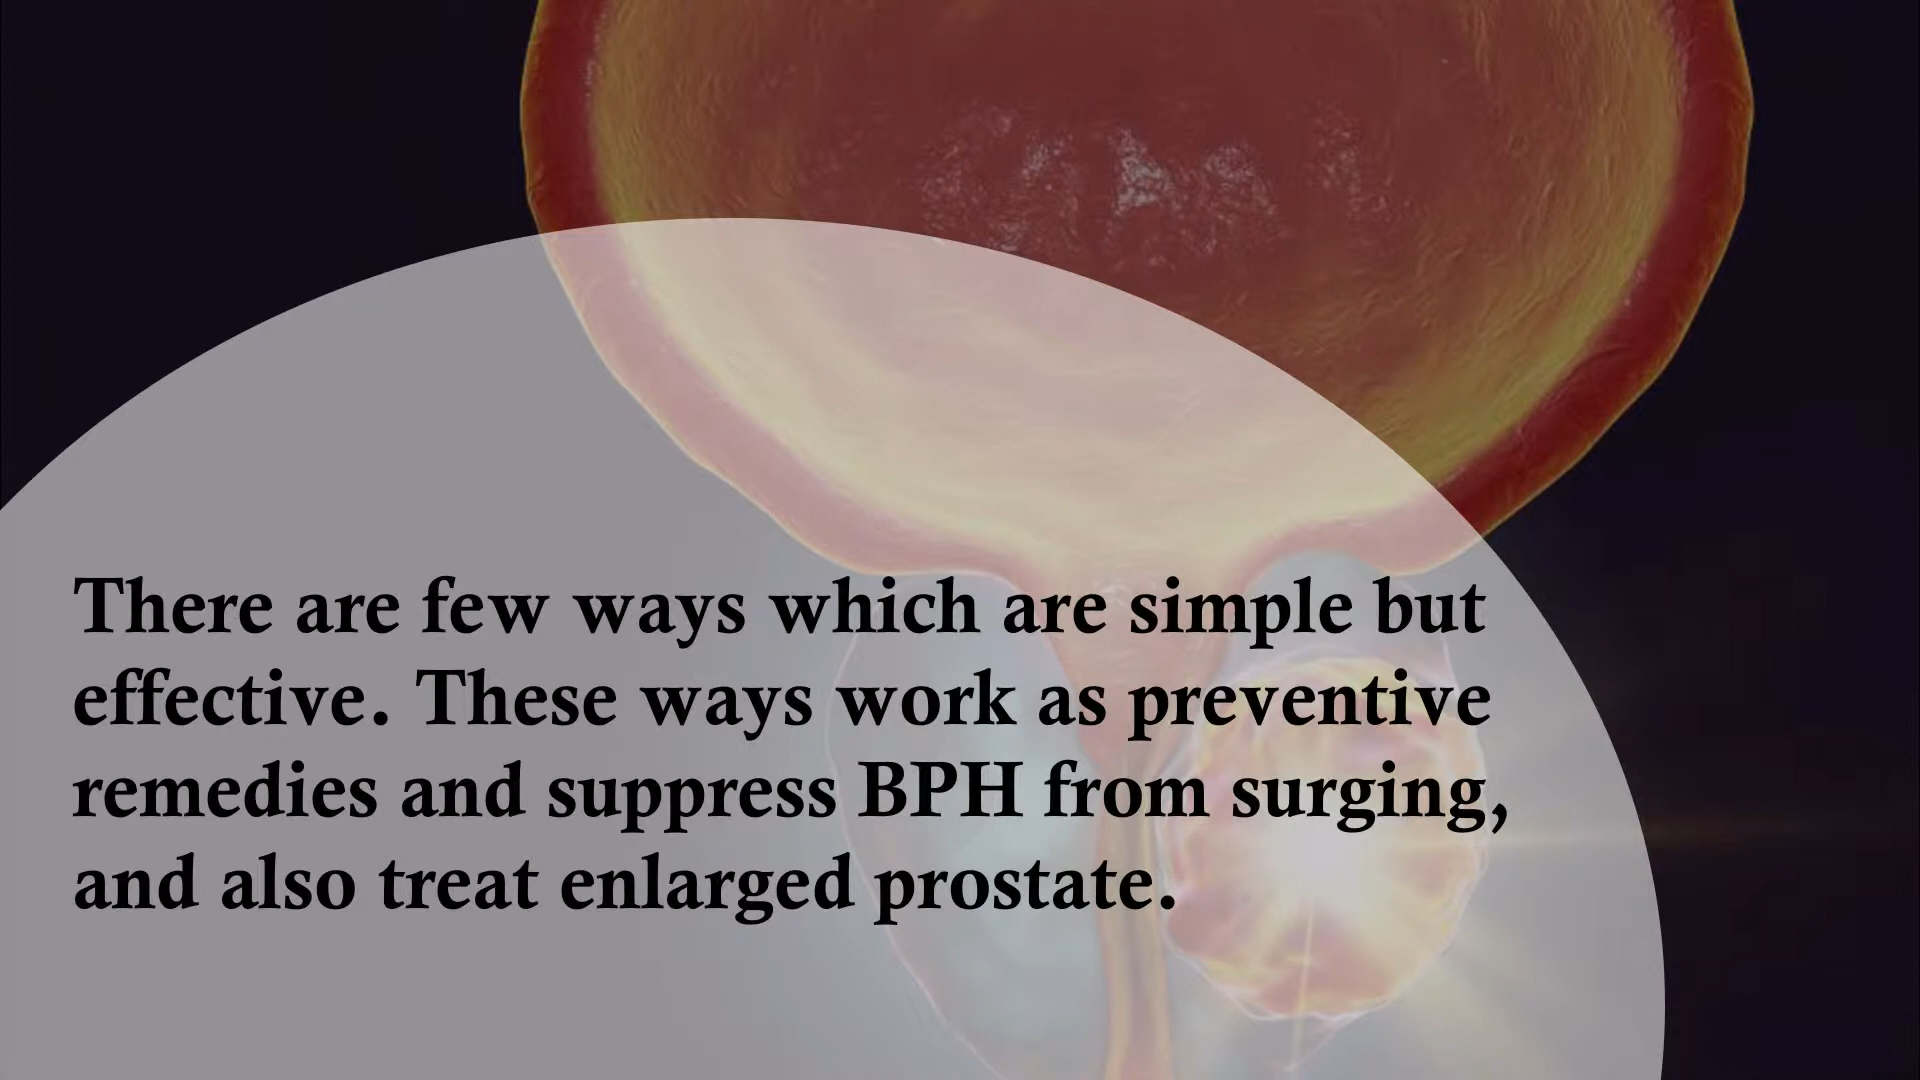 There are few ways which are simple but
effective. These ways work as preventive
remedies and suppress BPH from surging,
and also treat enlarged prostate.